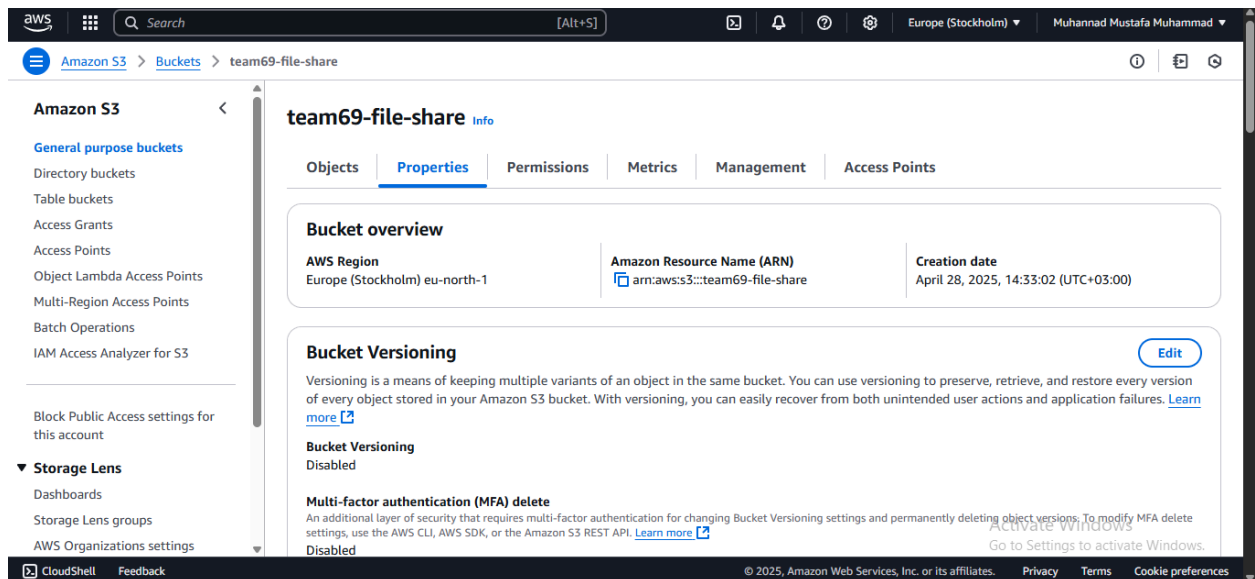 aws
Search [Alt+S]
Europe (Stockholm) ▼
Muhannad Mustafa Muhammad ▼
Amazon S3 > Buckets > team69-file-share
Amazon S3
General purpose buckets
Directory buckets
Table buckets
Access Grants
Access Points
Object Lambda Access Points
Multi-Region Access Points
Batch Operations
IAM Access Analyzer for S3
Block Public Access settings for
this account
▼ Storage Lens
Dashboards
Storage Lens groups
AWS Organizations settings
team69-file-share Info
Objects Properties Permissions Metrics Management Access Points
Bucket overview
AWS Region
Europe (Stockholm) eu-north-1
Amazon Resource Name (ARN)
arn:aws:s3:::team69-file-share
Creation date
April 28, 2025, 14:33:02 (UTC+03:00)
Bucket Versioning
Edit
Versioning is a means of keeping multiple variants of an object in the same bucket. You can use versioning to preserve, retrieve, and restore every version
of every object stored in your Amazon S3 bucket. With versioning, you can easily recover from both unintended user actions and application failures. Learn
more
Bucket Versioning
Disabled
Multi-factor authentication (MFA) delete
An additional layer of security that requires multi-factor authentication for changing Bucket Versioning settings and permanently deleting object versions. To modify MFA delete
settings, use the AWS CLI, AWS SDK, or the Amazon S3 REST API. Learn more
Disabled
Activate Windows
Go to Settings to activate Windows.
CloudShell Feedback
© 2025, Amazon Web Services, Inc. or its affiliates. Privacy Terms Cookie preferences